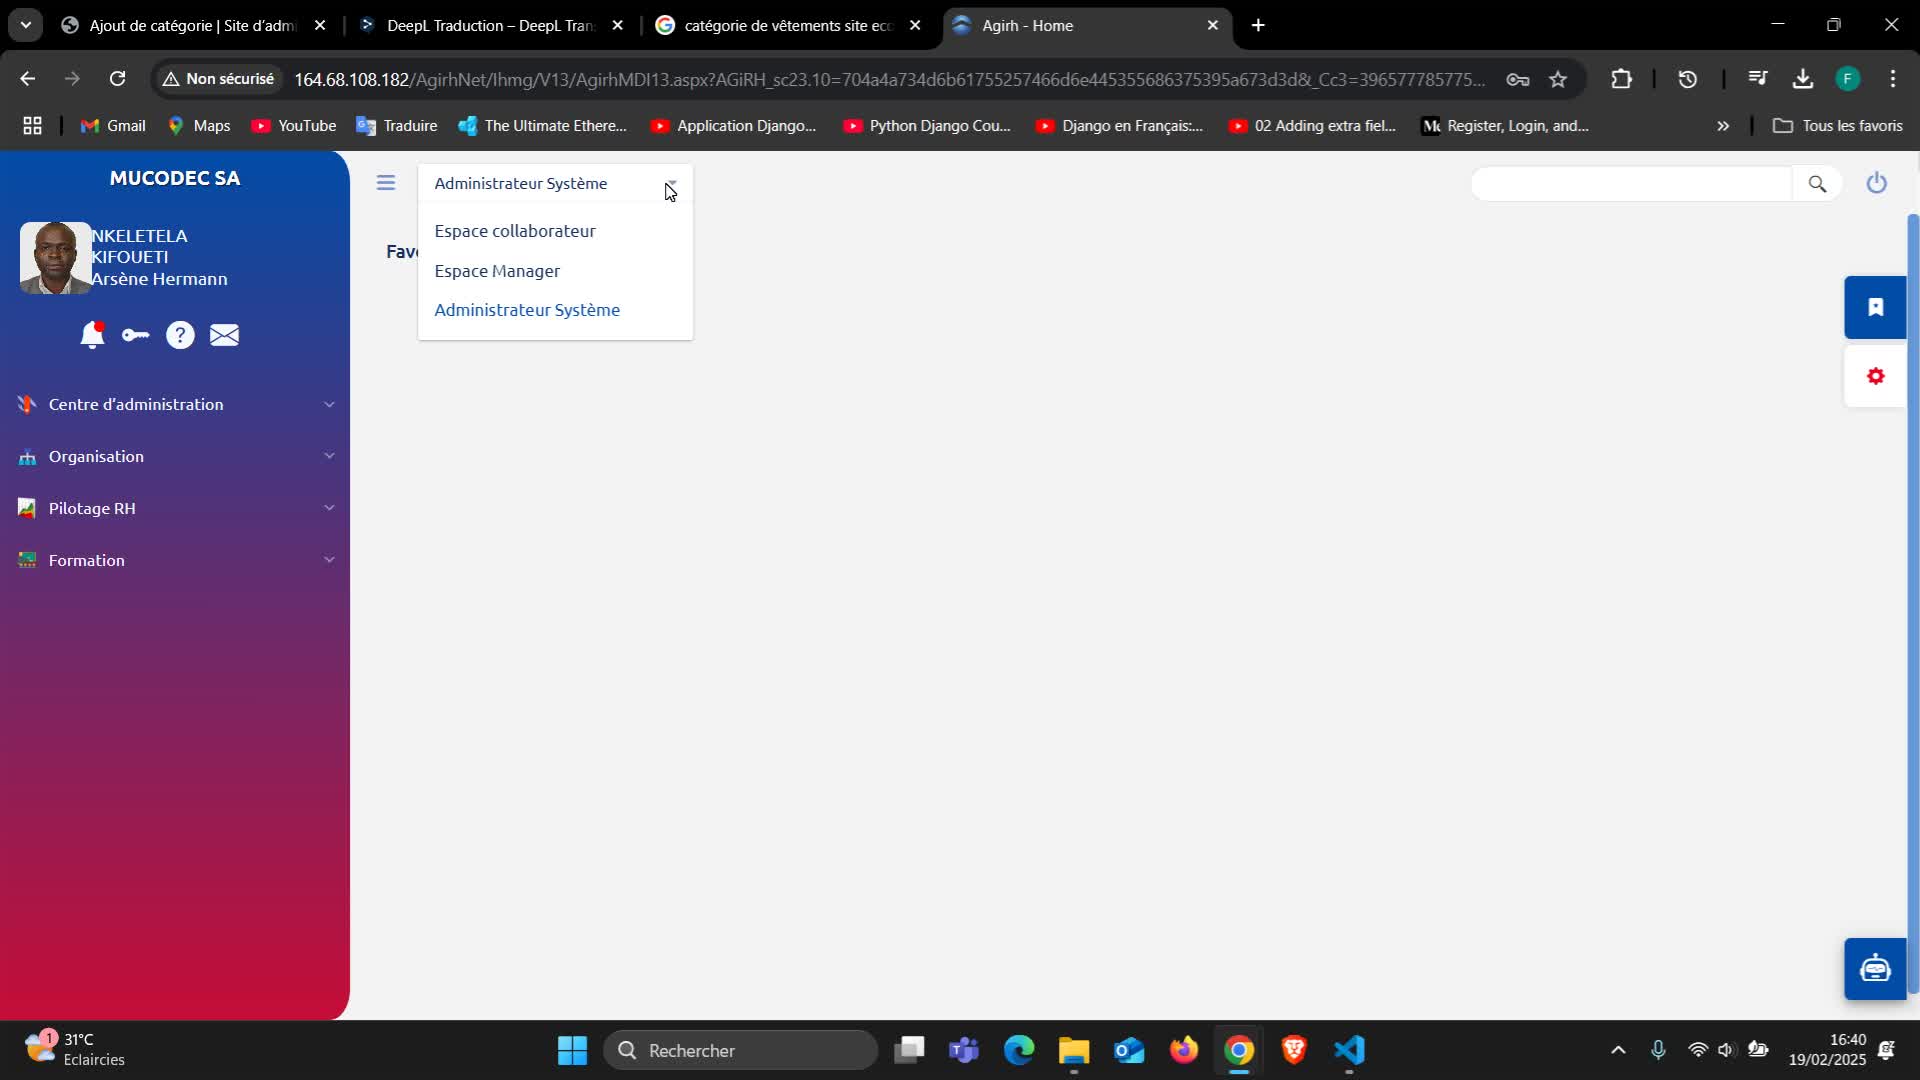 Ajout de catégorie | Site d'admi
DeepL Traduction – DeepL Tran
catégorie de vêtements site eco
Agirh - Home
Non sécurisé
164.68.108.182/AgirhNet/Ihmg/V13/AgirhMDI13.aspx?AGiRH_sc23.10=704a4a734d6b61755257466d6e445355686375395a673d3d&_Cc3=396577785775...
F
Gmail
Maps
YouTube
Traduire
The Ultimate Ethere...
Application Django...
Python Django Cou...
Django en Français:...
02 Adding extra fiel...
Register, Login, and...
Tous les favoris
MUCODEC SA
NKELETELA
KIFOUETI
Arsène Hermann
Centre d'administration
Organisation
Pilotage RH
Formation
Administrateur Système
Espace collaborateur
Espace Manager
Administrateur Système
Favo
1
31°C
Eclaircies
Rechercher
16:40
19/02/2025